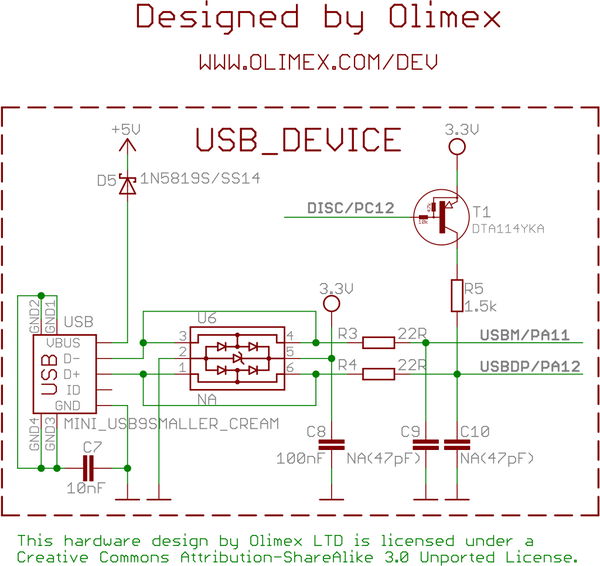 Designed by Olimex
WWW.OLIMEX.COM/DEV
USB_DEVICE
+5V
3.3V
D5
1N5819S/SS14
DISC/PC12
T1
10k
DTA114YKA
R5
1.5k
3.3V
GND2
GND1
USB
U6
VBUS
D-
D+
ID
GND
USB
3
2
1
4
5
6
R3
22R
USBM/PA11
R4
22R
USBDP/PA12
NA
GND4
GND3
MINI_USB9SMALLER_CREAM
C7
10nF
C8
100nF
C9
NA(47pF)
C10
NA(47pF)
This hardware design by Olimex LTD is licensed under a
Creative Commons Attribution-ShareAlike 3.0 Unported License.